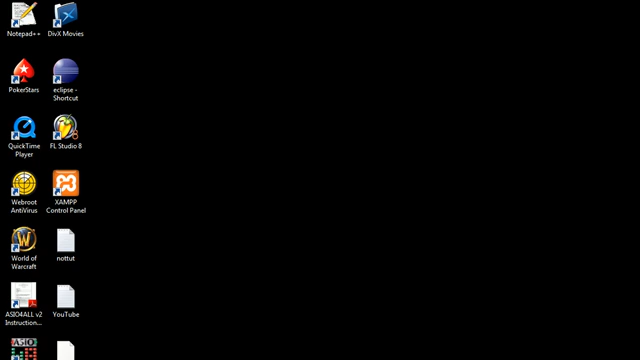 Notepad++
DivX Movies
PokerStars
eclipse -
Shortcut
QuickTime
Player
FL Studio 8
Webroot
AntiVirus
XAMPP
Control Panel
World of
Warcraft
nottut
ASIO4ALL v2
Instruction...
YouTube
ASIO